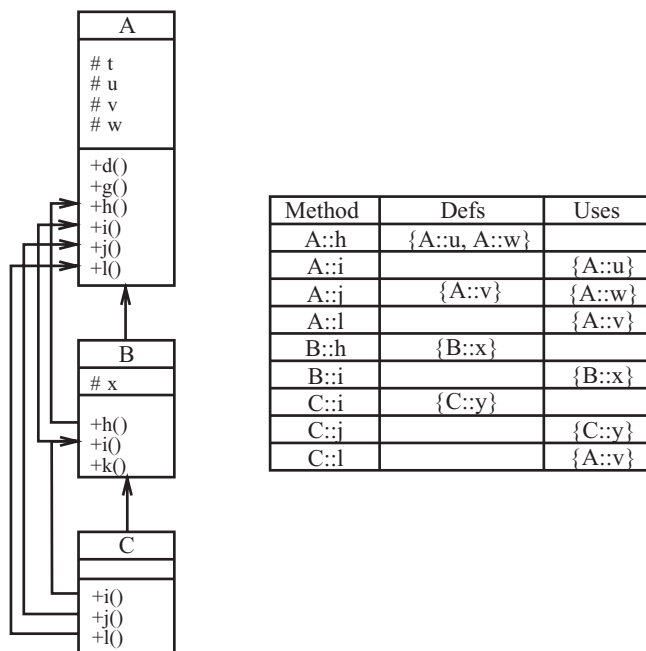 A
# t
# u
# v
# w
+d()
+g()
+h()
+i()
+j()
+l()
B
# x
+h()
+i()
+k()
C
+i()
+j()
+l()
Method Defs Uses
A::h {A::u, A::w}
A::i {A::u}
A::j {A::v} {A::w}
A::l {A::v}
B::h {B::x}
B::i {B::x}
C::i {C::y}
C::j {C::y}
C::l {A::v}